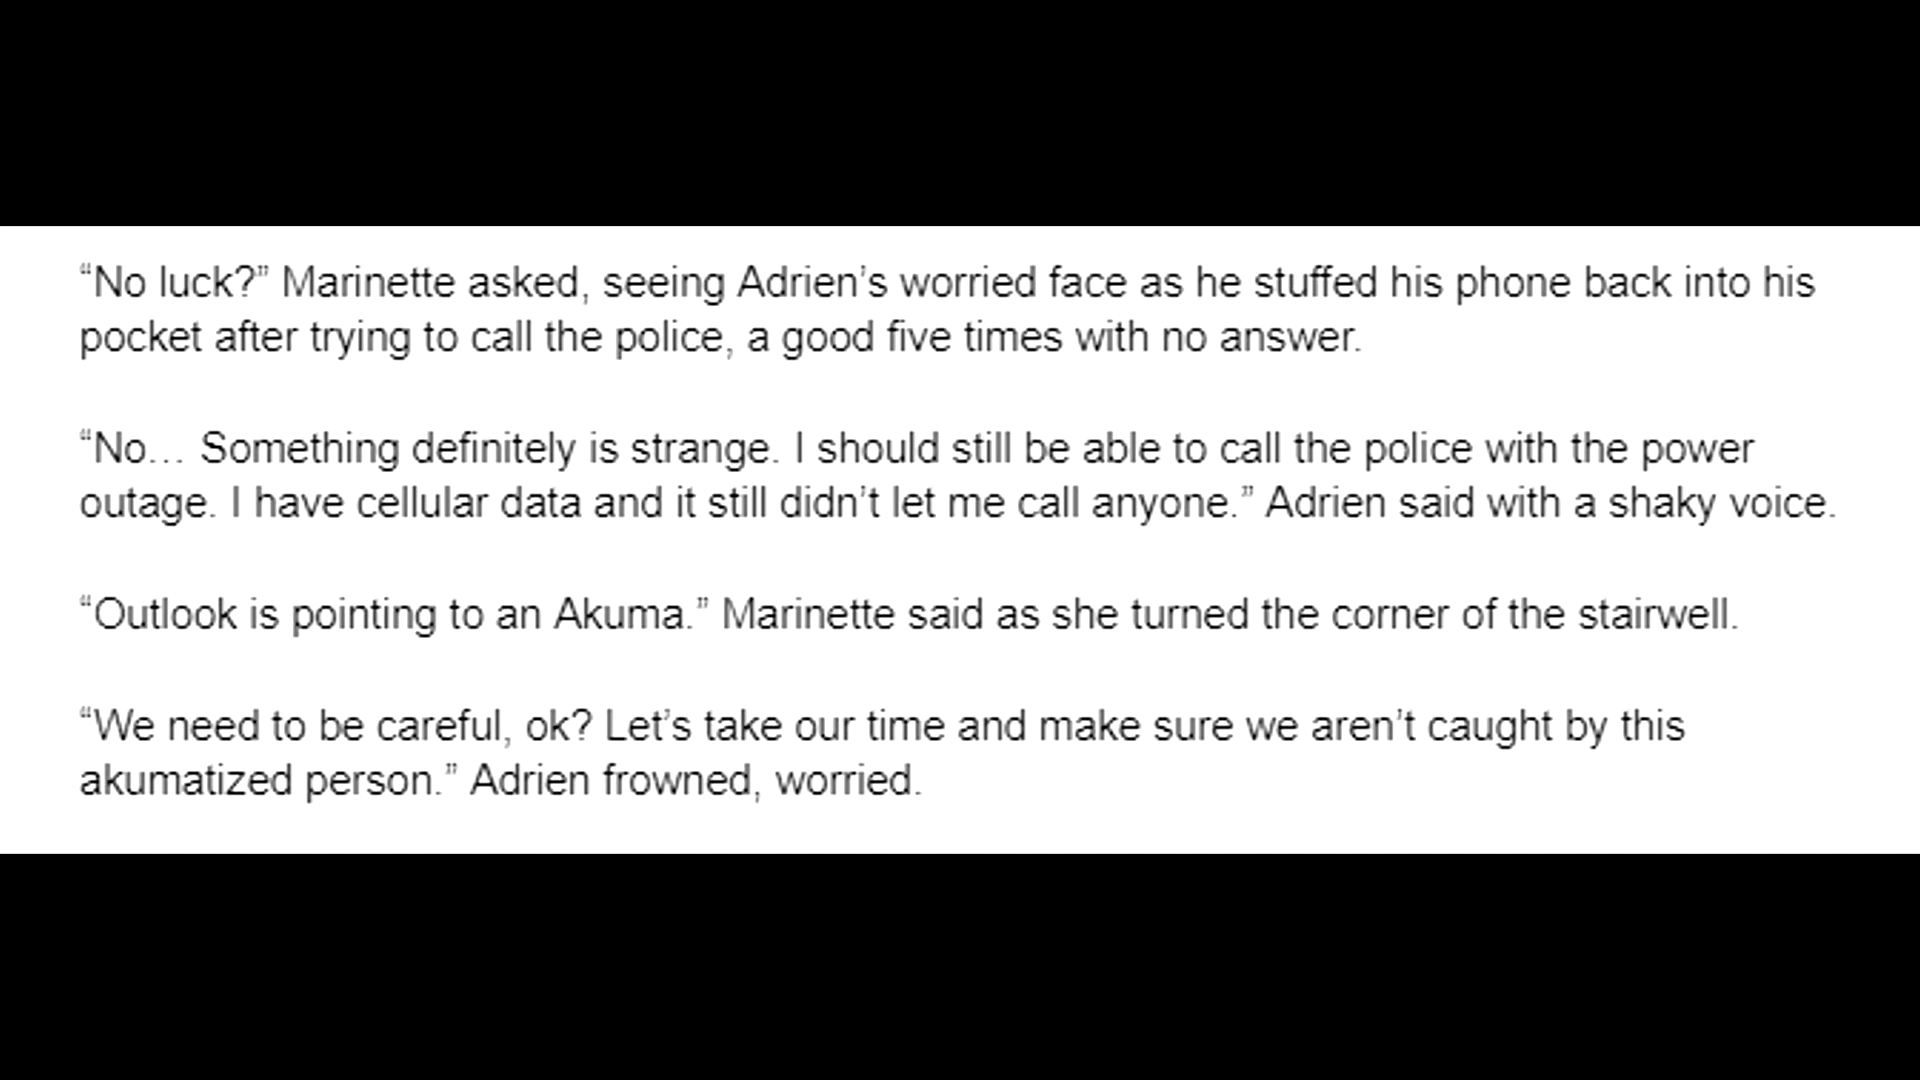 “No luck?” Marinette asked, seeing Adrien’s worried face as he stuffed his phone back into his
pocket after trying to call the police, a good five times with no answer.
“No... Something definitely is strange. I should still be able to call the police with the power
outage. I have cellular data and it still didn’t let me call anyone.” Adrien said with a shaky voice.
“Outlook is pointing to an Akuma.” Marinette said as she turned the corner of the stairwell.
“We need to be careful, ok? Let’s take our time and make sure we aren’t caught by this
akumatized person.” Adrien frowned, worried.